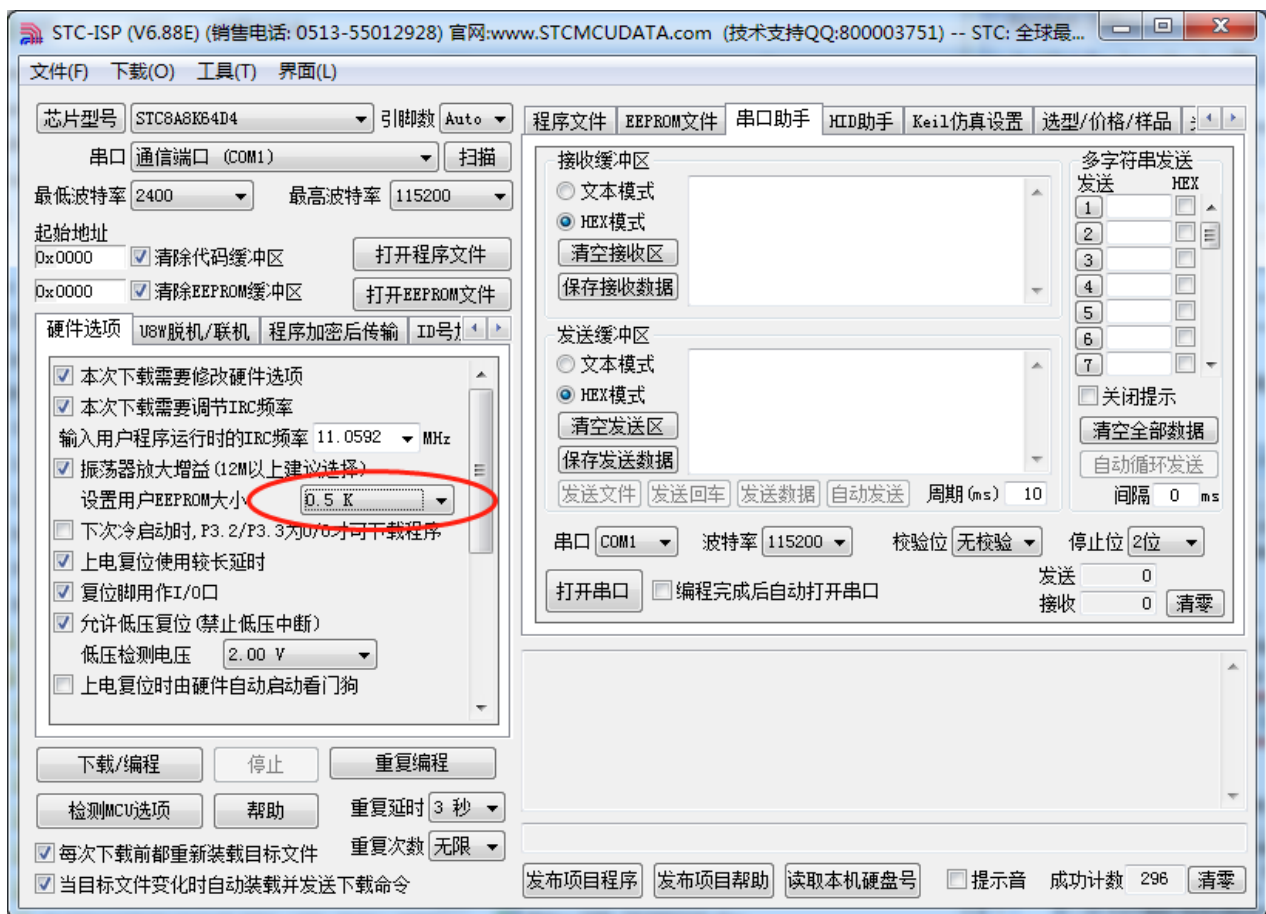 STC-ISP (V6.88E) (销售电话: 0513-55012928) 官网:www.STCMCUDATA.com (技术支持QQ:800003751) -- STC: 全球最...
文件(F) 下载(O) 工具(T) 界面(L)
芯片型号 STC8A8K64D4 引脚数 Auto
串口 通信端口 (COM1) 扫描
最低波特率 2400 最高波特率 115200
起始地址
0x0000 清除代码缓冲区 打开程序文件
0x0000 清除EEPROM缓冲区 打开EEPROM文件
硬件选项 U8W脱机/联机 程序加密后传输 ID号
本次下载需要修改硬件选项
本次下载需要调节IRC频率
输入用户程序运行时的IRC频率 11.0592 MHz
振荡器放大增益(12M以上建议选择)
设置用户EEPROM大小 0.5 K
下次冷启动时,P3.2/P3.3为0/0才可下载程序
上电复位使用较长延时
复位脚用作I/O口
允许低压复位(禁止低压中断)
低压检测电压 2.00 V
上电复位时由硬件自动启动看门狗
下载/编程 停止 重复编程
检测MCU选项 帮助 重复延时 3 秒
每次下载前都重新装载目标文件 重复次数 无限
当目标文件变化时自动装载并发送下载命令
程序文件 EEPROM文件 串口助手 HID助手 Keil仿真设置 选型/价格/样品
接收缓冲区
文本模式
HEX模式
清空接收区
保存接收数据
发送缓冲区
文本模式
HEX模式
清空发送区
保存发送数据
发送文件 发送回车 发送数据 自动发送 周期(ms) 10
多字符串发送
发送 HEX
1
2
3
4
5
6
7
关闭提示
清空全部数据
自动循环发送
间隔 0 ms
串口 COM1 波特率 115200 校验位 无校验 停止位 2位
打开串口 编程完成后自动打开串口
发送 0
接收 0 清零
发布项目程序 发布项目帮助 读取本机硬盘号 提示音 成功计数 296 清零